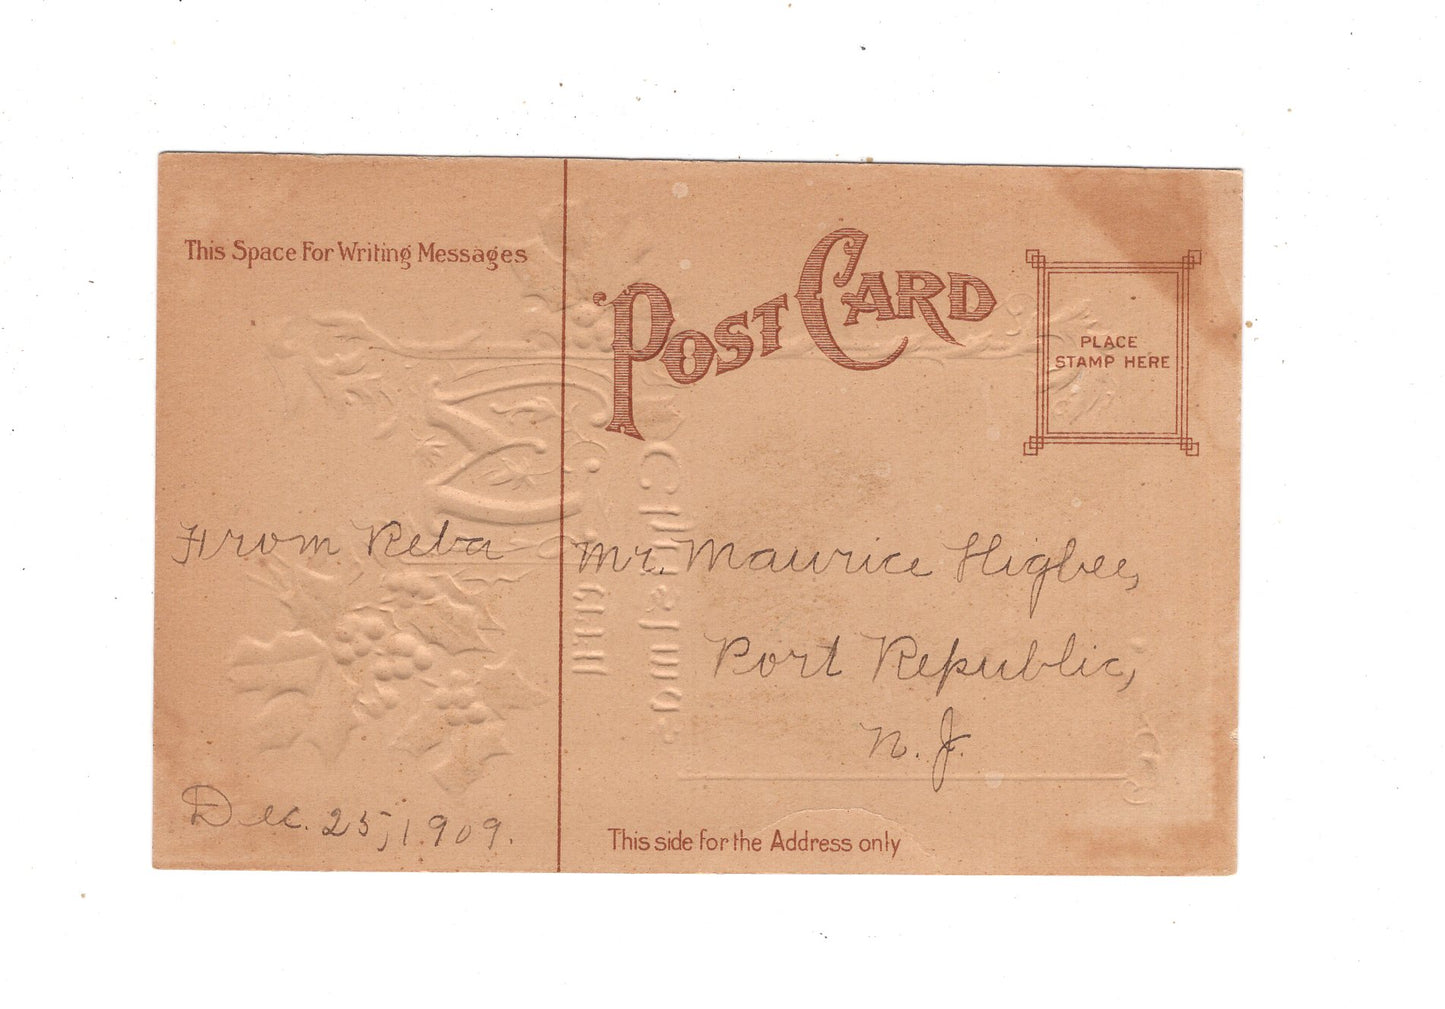 This Space For Writing Messages
POST CARD
PLACE
STAMP HERE
From Reba
Mr. Maurice Higbee,
Port Republic,
N. J.
Dec. 25, 1909.
This side for the Address only